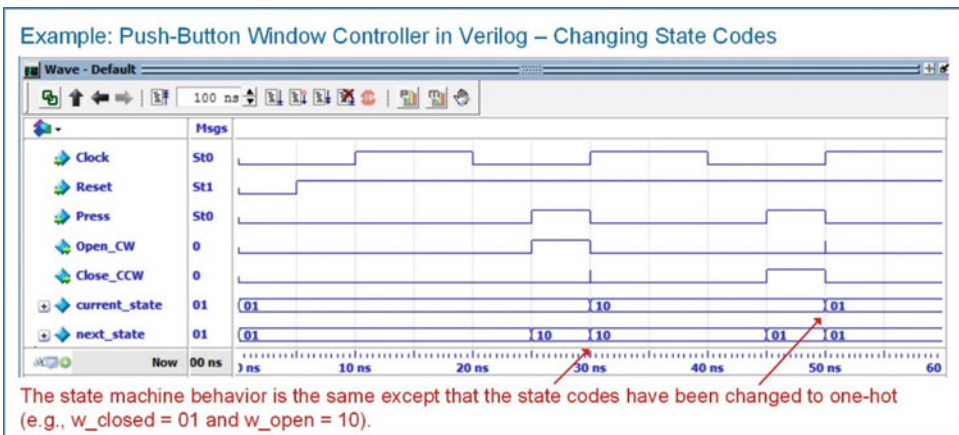 Example: Push-Button Window Controller in Verilog – Changing State Codes
Wave - Default
100 ns
Msgs
Clock St0
Reset St1
Press St0
Open_CW 0
Close_CCW 0
current_state 01 01 10 01
next_state 01 01 10 10 01 01
Now 00 ns )ns 10 ns 20 ns 30 ns 40 ns 50 ns 60
The state machine behavior is the same except that the state codes have been changed to one-hot
(e.g., w_closed = 01 and w_open = 10).